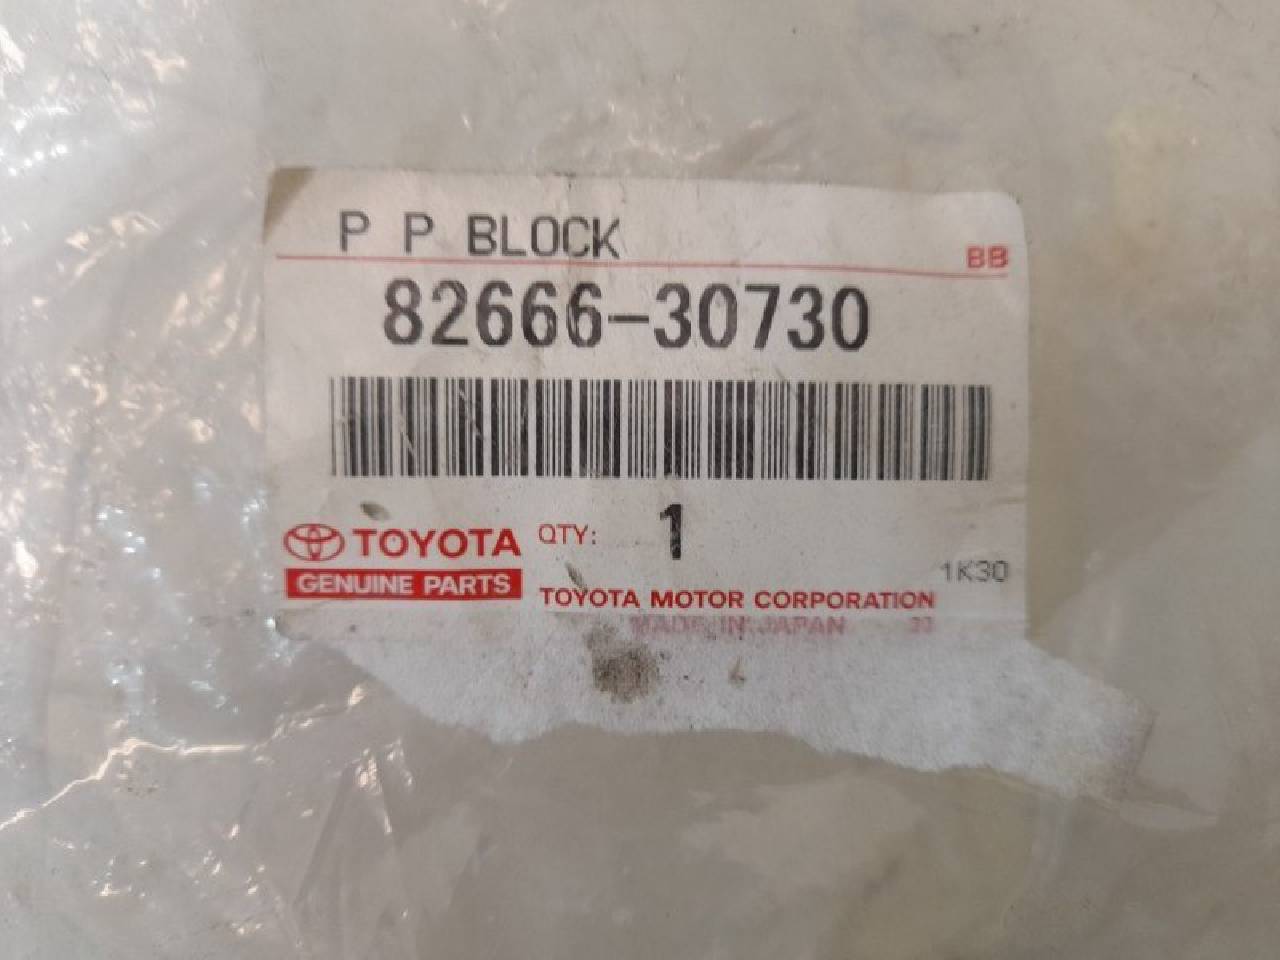 P P BLOCK
BB
82666-30730
TOYOTA QTY: 1
GENUINE PARTS
1K30
TOYOTA MOTOR CORPORATION
MADE IN JAPAN